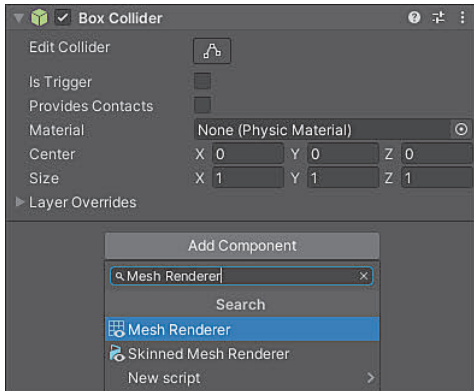 Box Collider
Edit Collider
Is Trigger
Provides Contacts
Material None (Physic Material)
Center X 0 Y 0 Z 0
Size X 1 Y 1 Z 1
Layer Overrides
Add Component
Mesh Renderer
Search
Mesh Renderer
Skinned Mesh Renderer
New script